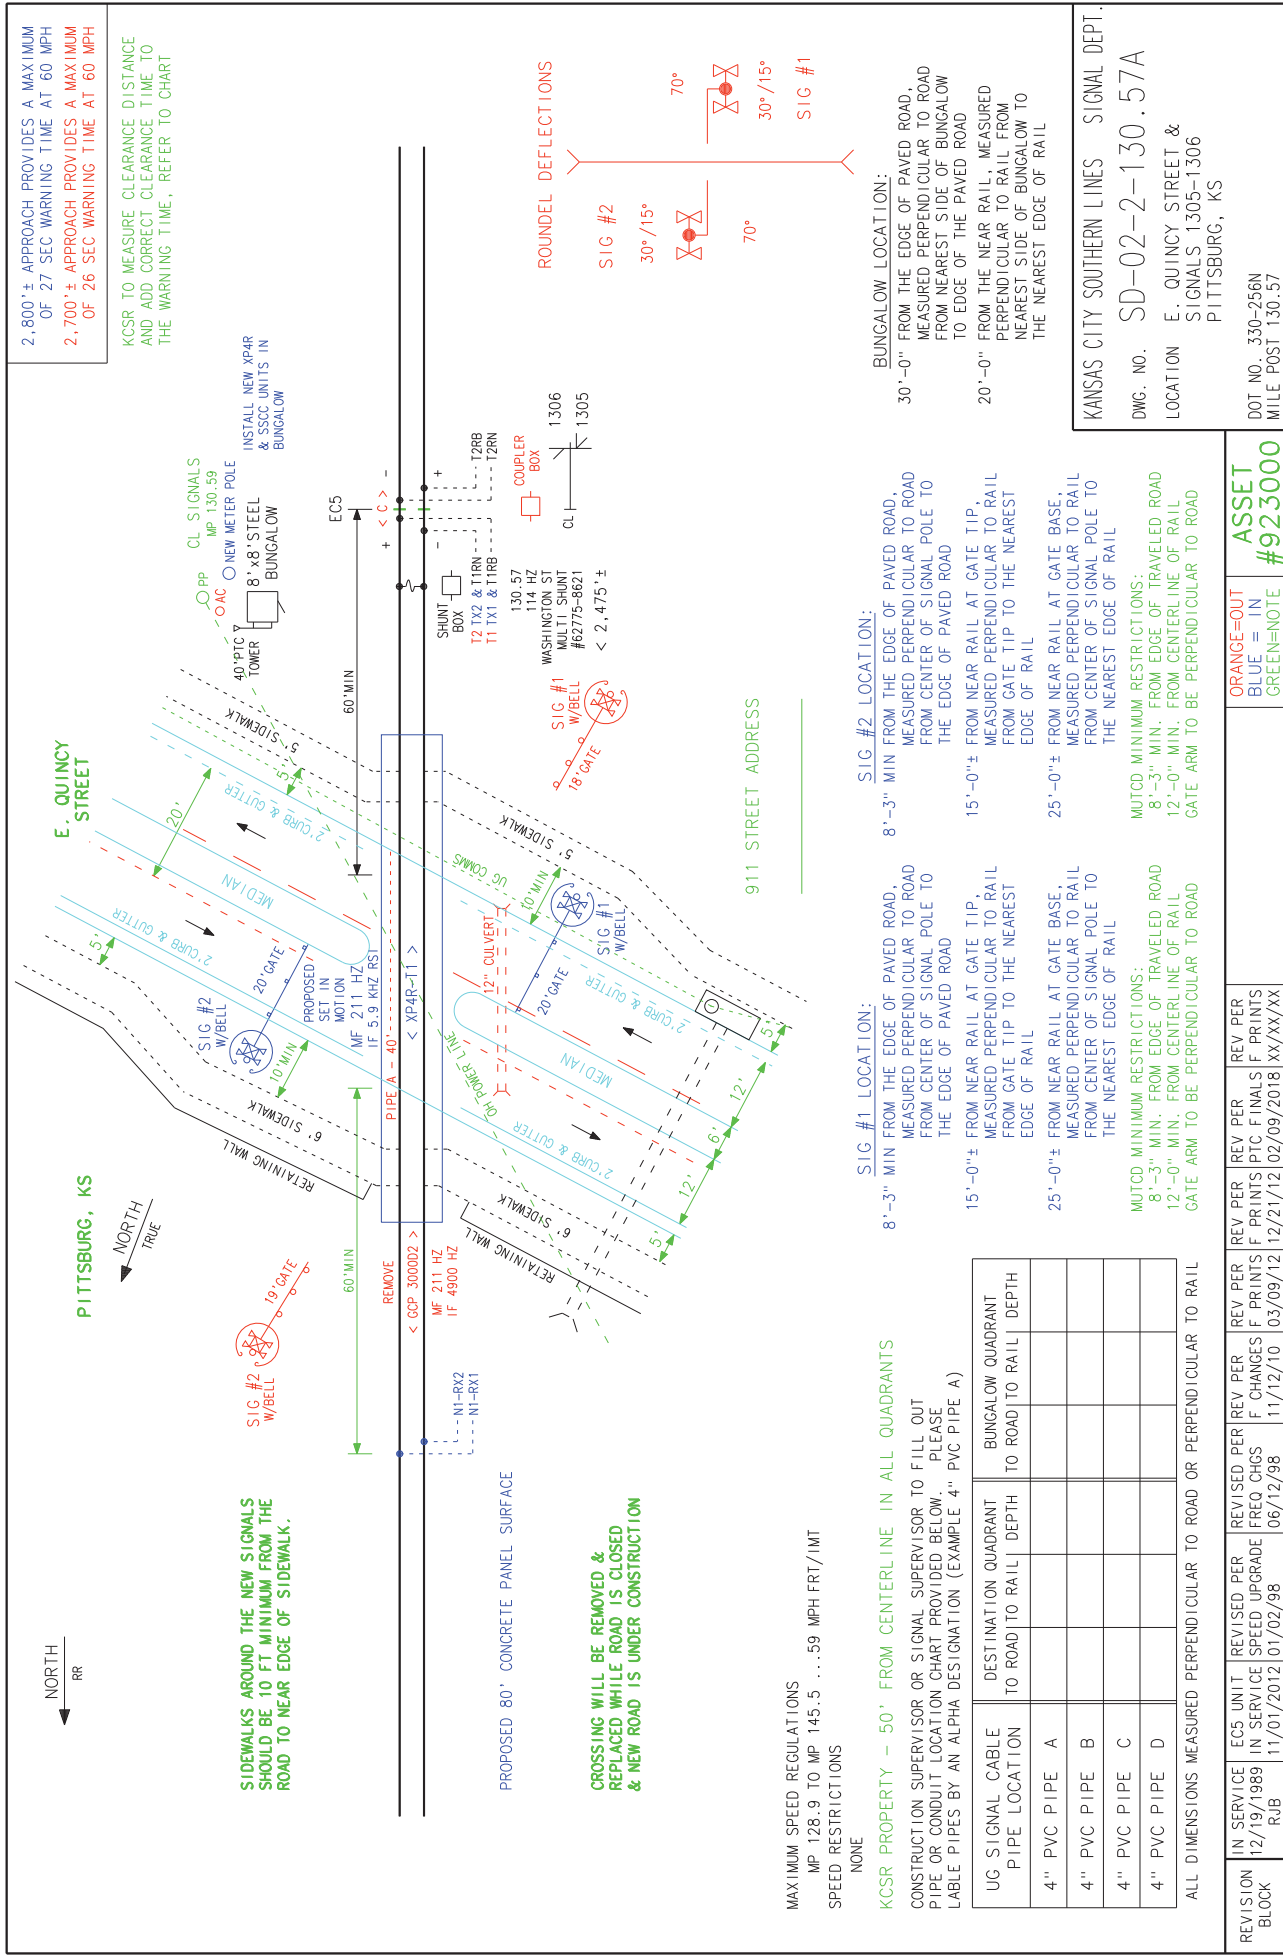 2,800'± APPROACH PROVIDES A MAXIMUM
OF 27 SEC WARNING TIME AT 60 MPH
2,700'± APPROACH PROVIDES A MAXIMUM
OF 26 SEC WARNING TIME AT 60 MPH
KCSR TO MEASURE CLEARANCE DISTANCE
AND ADD CORRECT CLEARANCE TIME TO
THE WARNING TIME, REFER TO CHART
NORTH
RR
PITTSBURG, KS
NORTH
TRUE
E. QUINCY
STREET
SIDEWALKS AROUND THE NEW SIGNALS
SHOULD BE 10 FT MINIMUM FROM THE
ROAD TO NEAR EDGE OF SIDEWALK.
SIG #2
W/BELL
19'GATE
RETAINING WALL
6' SIDEWALK
5'
2'CURB & GUTTER
SIG #2
W/BELL
20'GATE
10'MIN
PROPOSED
SET IN
MOTION
MF 211 HZ
IF 5.9 KHZ RSI
MEDIAN
20'
2'CURB & GUTTER
5'
5' SIDEWALK
40'PTC
TOWER
8'x8'STEEL
BUNGALOW
PP
AC
CL SIGNALS
MP 130.59
NEW METER POLE
INSTALL NEW XP4R
& SSCC UNITS IN
BUNGALOW
60'MIN
60'MIN
EC5
REMOVE
PIPE A - 40'
< GCP 3000D2 >
< XP4R-T1 >
MF 211 HZ
IF 4900 HZ
+ < C > -
- +
N1-RX2
N1-RX1
SHUNT
BOX
T2 TX2 & T1RN
T1 TX1 & T1RB
T2RB
T2RN
130.57
114 HZ
WASHINGTON ST
MULTI SHUNT
#62775-8621
< 2,475'±
COUPLER
BOX
1306
1305
CL
ROUNDEL DEFLECTIONS
SIG #2
30°/15°
70°
70°
30°/15°
SIG #1
PROPOSED 80' CONCRETE PANEL SURFACE
CROSSING WILL BE REMOVED &
REPLACED WHILE ROAD IS CLOSED
& NEW ROAD IS UNDER CONSTRUCTION
RETAINING WALL
6' SIDEWALK
OH POWER LINE
UG COMMS
12" CULVERT
2'CURB & GUTTER
MEDIAN
2'CURB & GUTTER
20'GATE
SIG #1
W/BELL
10'MIN
5' SIDEWALK
SIG #1
W/BELL
18'GATE
5'
12'
6'
12'
5'
911 STREET ADDRESS
MAXIMUM SPEED REGULATIONS
MP 128.9 TO MP 145.5 ...59 MPH FRT/IMT
SPEED RESTRICTIONS
NONE
KCSR PROPERTY - 50' FROM CENTERLINE IN ALL QUADRANTS
CONSTRUCTION SUPERVISOR OR SIGNAL SUPERVISOR TO FILL OUT
PIPE OR CONDUIT LOCATION CHART PROVIDED BELOW. PLEASE
LABLE PIPES BY AN ALPHA DESIGNATION (EXAMPLE 4" PVC PIPE A)
UG SIGNAL CABLE
PIPE LOCATION
DESTINATION QUADRANT
TO ROAD TO RAIL DEPTH
BUNGALOW QUADRANT
TO ROAD TO RAIL DEPTH
4" PVC PIPE A
4" PVC PIPE B
4" PVC PIPE C
4" PVC PIPE D
ALL DIMENSIONS MEASURED PERPENDICULAR TO ROAD OR PERPENDICULAR TO RAIL
SIG #1 LOCATION:
8'-3" MIN FROM THE EDGE OF PAVED ROAD,
MEASURED PERPENDICULAR TO ROAD
FROM CENTER OF SIGNAL POLE TO
THE EDGE OF PAVED ROAD
15'-0"± FROM NEAR RAIL AT GATE TIP,
MEASURED PERPENDICULAR TO RAIL
FROM GATE TIP TO THE NEAREST
EDGE OF RAIL
25'-0"± FROM NEAR RAIL AT GATE BASE,
MEASURED PERPENDICULAR TO RAIL
FROM CENTER OF SIGNAL POLE TO
THE NEAREST EDGE OF RAIL
MUTCD MINIMUM RESTRICTIONS:
8'-3" MIN. FROM EDGE OF TRAVELED ROAD
12'-0" MIN. FROM CENTERLINE OF RAIL
GATE ARM TO BE PERPENDICULAR TO ROAD
SIG #2 LOCATION:
8'-3" MIN FROM THE EDGE OF PAVED ROAD,
MEASURED PERPENDICULAR TO ROAD
FROM CENTER OF SIGNAL POLE TO
THE EDGE OF PAVED ROAD
15'-0"± FROM NEAR RAIL AT GATE TIP,
MEASURED PERPENDICULAR TO RAIL
FROM GATE TIP TO THE NEAREST
EDGE OF RAIL
25'-0"± FROM NEAR RAIL AT GATE BASE,
MEASURED PERPENDICULAR TO RAIL
FROM CENTER OF SIGNAL POLE TO
THE NEAREST EDGE OF RAIL
MUTCD MINIMUM RESTRICTIONS:
8'-3" MIN. FROM EDGE OF TRAVELED ROAD
12'-0" MIN. FROM CENTERLINE OF RAIL
GATE ARM TO BE PERPENDICULAR TO ROAD
BUNGALOW LOCATION:
30'-0" FROM THE EDGE OF PAVED ROAD,
MEASURED PERPENDICULAR TO ROAD
FROM NEAREST SIDE OF BUNGALOW
TO EDGE OF THE PAVED ROAD
20'-0" FROM THE NEAR RAIL, MEASURED
PERPENDICULAR TO RAIL FROM
NEAREST SIDE OF BUNGALOW TO
THE NEAREST EDGE OF RAIL
REVISION
BLOCK
IN SERVICE
12/19/1989
RJB
EC5 UNIT
IN SERVICE
11/01/2012
REVISED PER
SPEED UPGRADE
01/02/98
REVISED PER
FREQ CHGS
06/12/98
REV PER
F CHANGES
11/12/10
REV PER
F PRINTS
03/09/12
REV PER
F PRINTS
12/21/12
REV PER
PTC FINALS
02/09/2018
REV PER
F PRINTS
XX/XX/XX
ORANGE=OUT
BLUE = IN
GREEN=NOTE
ASSET
#923000
KANSAS CITY SOUTHERN LINES SIGNAL DEPT.
DWG. NO. SD-02-2-130.57A
LOCATION E. QUINCY STREET &
SIGNALS 1305-1306
PITTSBURG, KS
DOT NO. 330-256N
MILE POST 130.57